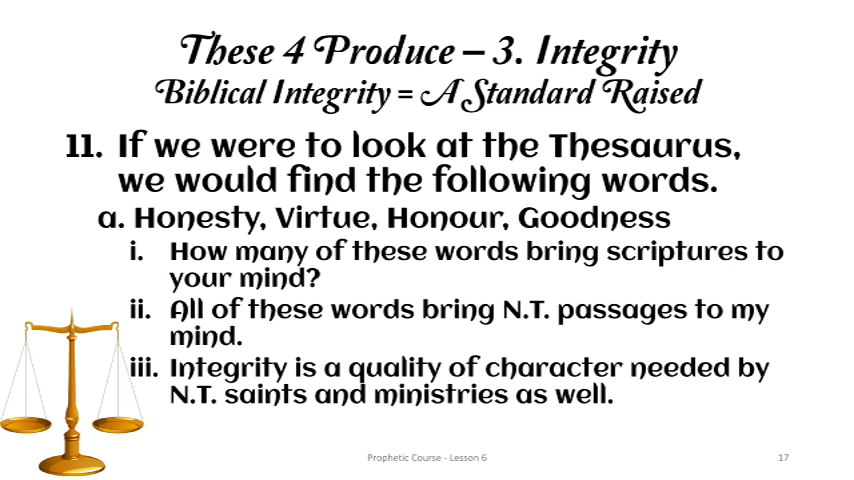 These 4 Produce – 3. Integrity
Biblical Integrity = A Standard Raised
11. If we were to look at the Thesaurus,
we would find the following words.
a. Honesty, Virtue, Honour, Goodness
i. How many of these words bring scriptures to
your mind?
ii. All of these words bring N.T. passages to my
mind.
iii. Integrity is a quality of character needed by
N.T. saints and ministries as well.
Prophetic Course - Lesson 6 17